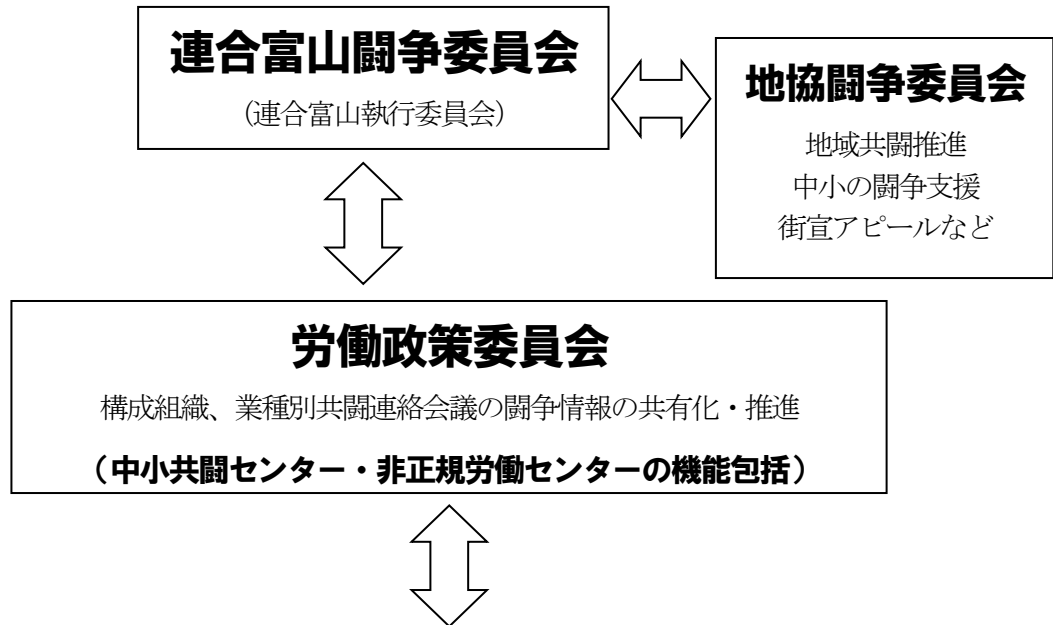 連合富山闘争委員会
(連合富山執行委員会)
地協闘争委員会
地域共闘推進
中小の闘争支援
街宣アピールなど
労働政策委員会
構成組織、業種別共闘連絡会議の闘争情報の共有化・推進
(中小共闘センター・非正規労働センターの機能包括)